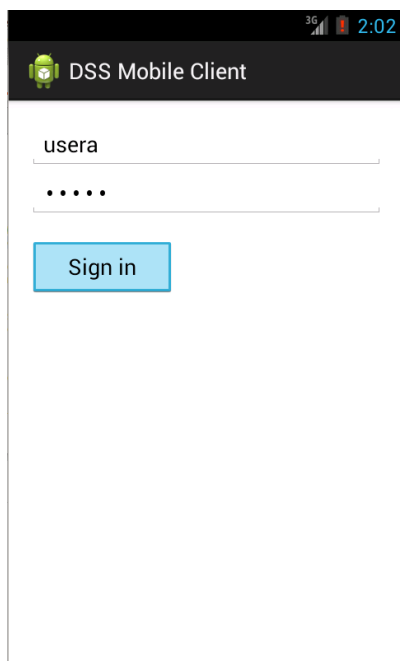 3G 2:02
DSS Mobile Client
usera
•••••
Sign in